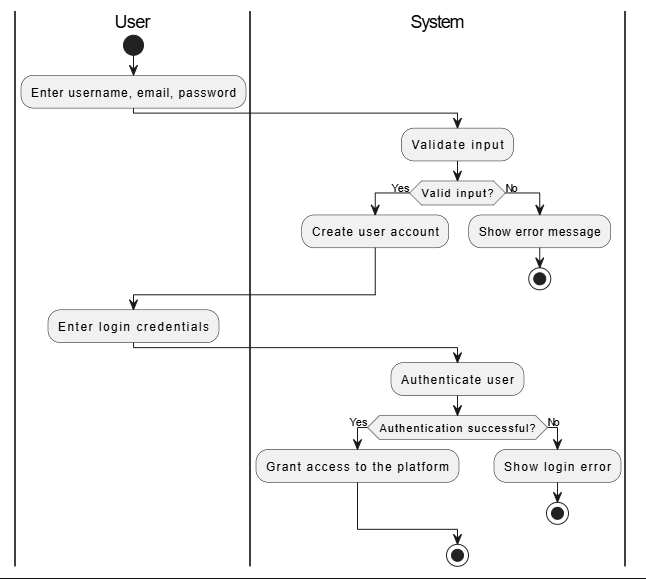 User
System
Enter username, email, password
Validate input
Yes
Valid input?
No
Create user account
Show error message
Enter login credentials
Authenticate user
Yes
Authentication successful?
No
Grant access to the platform
Show login error